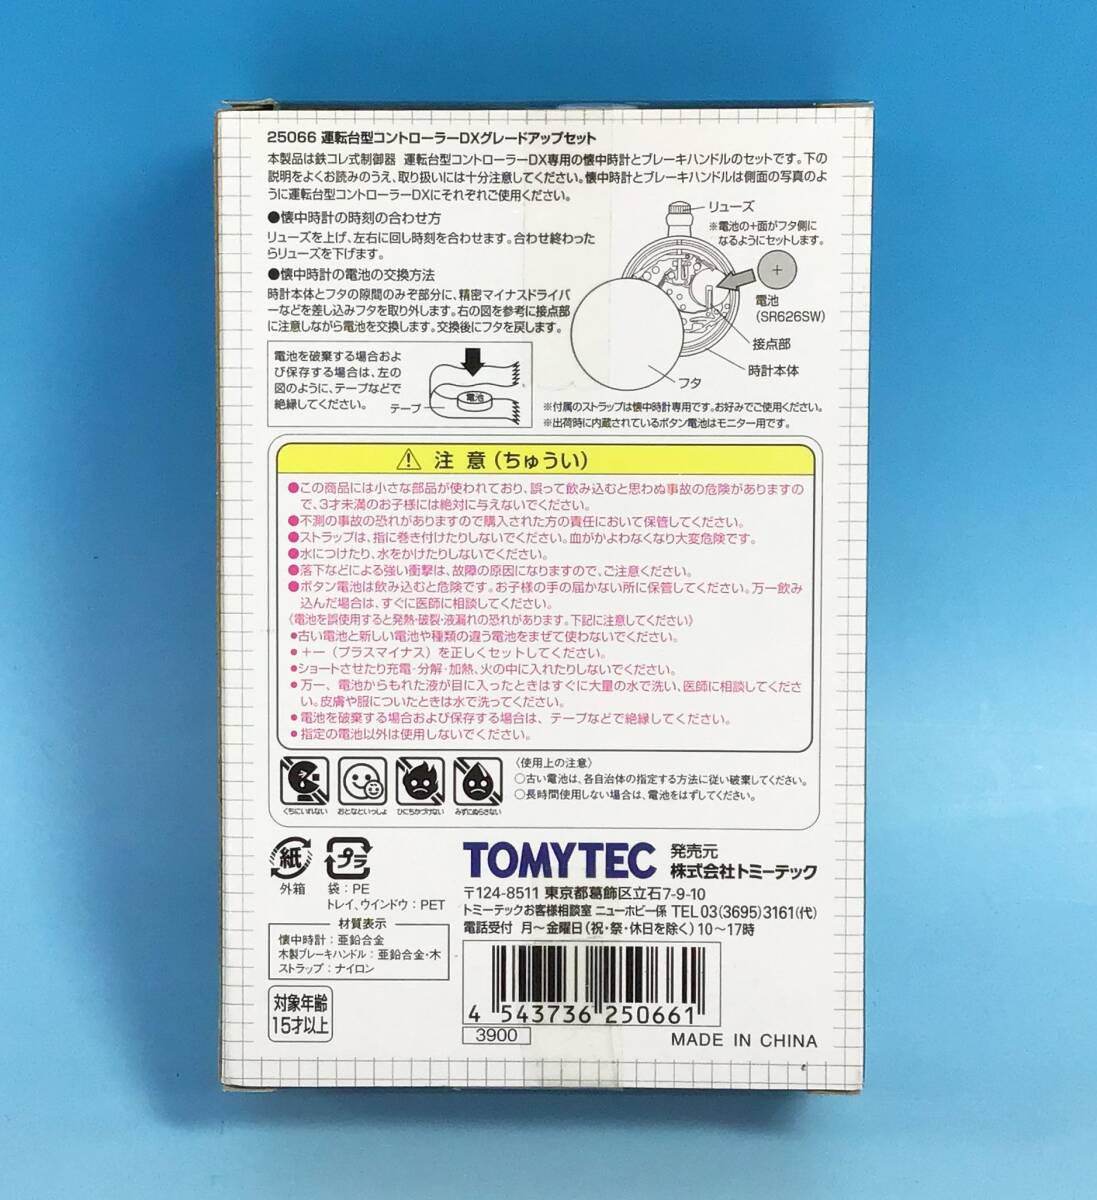 25066 運転台型コントローラーDXグレードアップセット
本製品は鉄コレ式制御器 運転台型コントローラーDX専用の懐中時計とブレーキハンドルのセットです。下の
説明をよくお読みのうえ、取り扱いには十分注意してください。懐中時計とブレーキハンドルは側面の写真のよ
うに運転台型コントローラーDXにそれぞれご使用ください。
●懐中時計の時刻の合わせ方
リューズを上げ、左右に回し時刻を合わせます。合わせ終わった
らリューズを下げます。
●懐中時計の電池の交換方法
時計本体とフタの隙間のみぞ部分に、精密マイナスドライバ
ーなどを差し込みフタを取り外します。右の図を参考に接点部
に注意しながら電池を交換します。交換後にフタを戻します。
リューズ
※電池の+面がフタ側に
なるようにセットします。
+
電池
(SR626SW)
接点部
時計本体
フタ
電池を破棄する場合およ
び保存する場合は、左の
図のように、テープなどで
絶縁してください。
テープ
電池
※付属のストラップは懐中時計専用です。お好みでご使用ください。
※出荷時に内蔵されているボタン電池はモニター用です。
注 意(ちゅうい)
●この商品には小さな部品が使われており、誤って飲み込むと思わぬ事故の危険がありますの
で、3才未満のお子様には絶対に与えないでください。
●不測の事故の恐れがありますので購入された方の責任において保管してください。
●ストラップは、指に巻き付けたりしないでください。血がかよわなくなり大変危険です。
●水につけたり、水をかけたりしないでください。
●落下などによる強い衝撃は、故障の原因になりますので、ご注意ください。
●ボタン電池は飲み込むと危険です。お子様の手の届かない所に保管してください。万一飲み
込んだ場合は、すぐに医師に相談してください。
《電池を誤使用すると発熱・破裂・液漏れの恐れがあります。下記に注意してください》
●古い電池と新しい電池や種類の違う電池をまぜて使わないでください。
●+ー(プラスマイナス)を正しくセットしてください。
●ショートさせたり充電・分解・加熱、火の中に入れたりしないでください。
●万一、電池からもれた液が目に入ったときはすぐに大量の水で洗い、医師に相談してくださ
い。皮膚や服についたときは水で洗ってください。
●電池を破棄する場合および保存する場合は、テープなどで絶縁してください。
●指定の電池以外は使用しないでください。
くちにいれない
おとなといっしょ
ひにちかづけない
みずにぬらさない
〈使用上の注意〉
○古い電池は、各自治体の指定する方法に従い破棄してください。
○長時間使用しない場合は、電池をはずしてください。
紙
外箱
プラ
袋:PE
トレイ、ウインドウ:PET
材質表示
懐中時計:亜鉛合金
木製ブレーキハンドル:亜鉛合金・木
ストラップ:ナイロン
対象年齢
15才以上
TOMYTEC
発売元
株式会社トミーテック
〒124-8511 東京都葛飾区立石7-9-10
トミーテックお客様相談室 ニューホビー係 TEL 03(3695)3161(代)
電話受付 月〜金曜日(祝・祭・休日を除く)10〜17時
4 543736 250661
3900
MADE IN CHINA